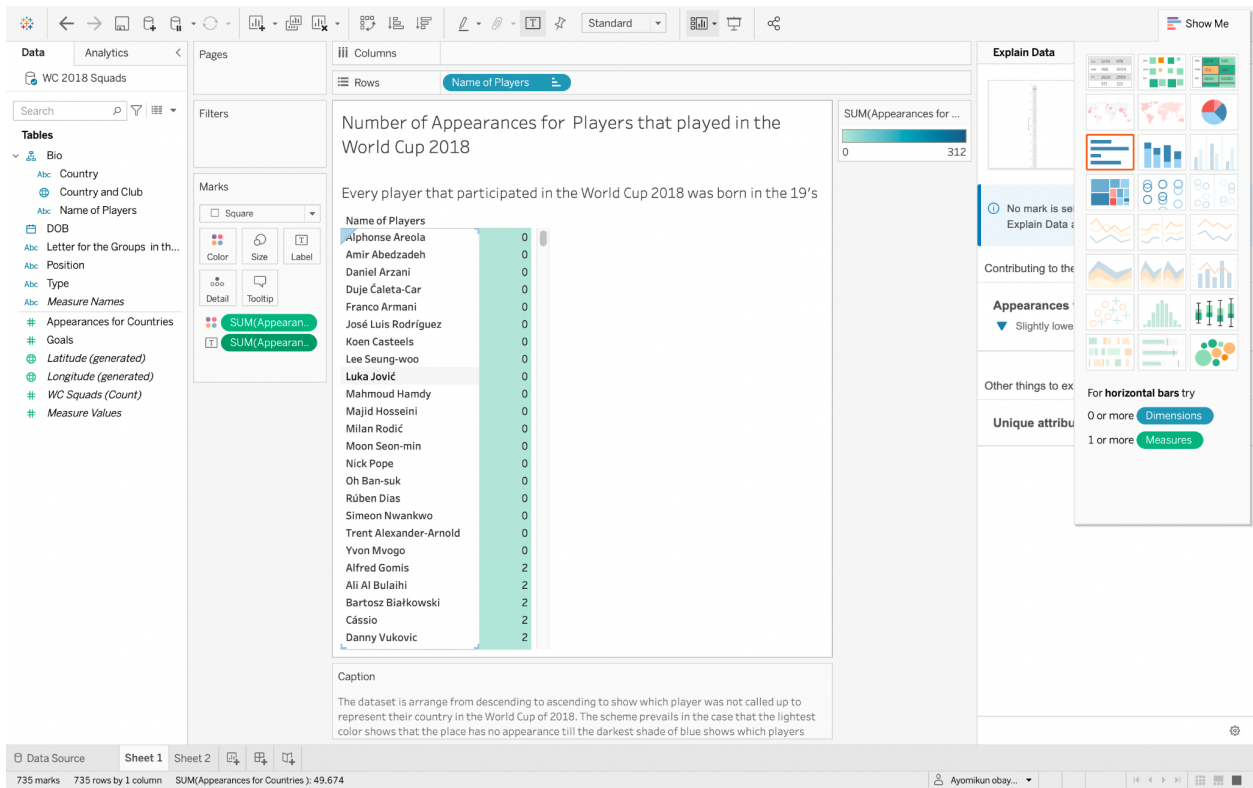 Standard
Show Me
Data
Analytics
WC 2018 Squads
Search
Tables
Bio
Abc Country
Country and Club
Abc Name of Players
DOB
Abc Letter for the Groups in th...
Abc Position
Abc Type
Abc Measure Names
# Appearances for Countries
# Goals
Latitude (generated)
Longitude (generated)
# WC Squads (Count)
# Measure Values
Pages
Filters
Marks
Square
Color
Size
Label
Detail
Tooltip
SUM(Appearan..
SUM(Appearan..
Columns
Rows
Name of Players
Number of Appearances for Players that played in the
World Cup 2018
Every player that participated in the World Cup 2018 was born in the 19's
Name of Players
Alphonse Areola 0
Amir Abedzadeh 0
Daniel Arzani 0
Duje Ćaleta-Car 0
Franco Armani 0
José Luis Rodríguez 0
Koen Casteels 0
Lee Seung-woo 0
Luka Jović 0
Mahmoud Hamdy 0
Majid Hosseini 0
Milan Rodić 0
Moon Seon-min 0
Nick Pope 0
Oh Ban-suk 0
Rúben Dias 0
Simeon Nwankwo 0
Trent Alexander-Arnold 0
Yvon Mvogo 0
Alfred Gomis 2
Ali Al Bulaihi 2
Bartosz Białkowski 2
Cássio 2
Danny Vukovic 2
Caption
The dataset is arrange from descending to ascending to show which player was not called up to
represent their country in the World Cup of 2018. The scheme prevails in the case that the lightest
color shows that the place has no appearance till the darkest shade of blue shows which players
SUM(Appearances for ...
0 312
Explain Data
No mark is se
Explain Data a
Contributing to the
Appearances
Slightly lowe
Other things to ex
Unique attribu
For horizontal bars try
0 or more Dimensions
1 or more Measures
Data Source
Sheet 1
Sheet 2
735 marks 735 rows by 1 column SUM(Appearances for Countries ): 49,674
Ayomikun obay...